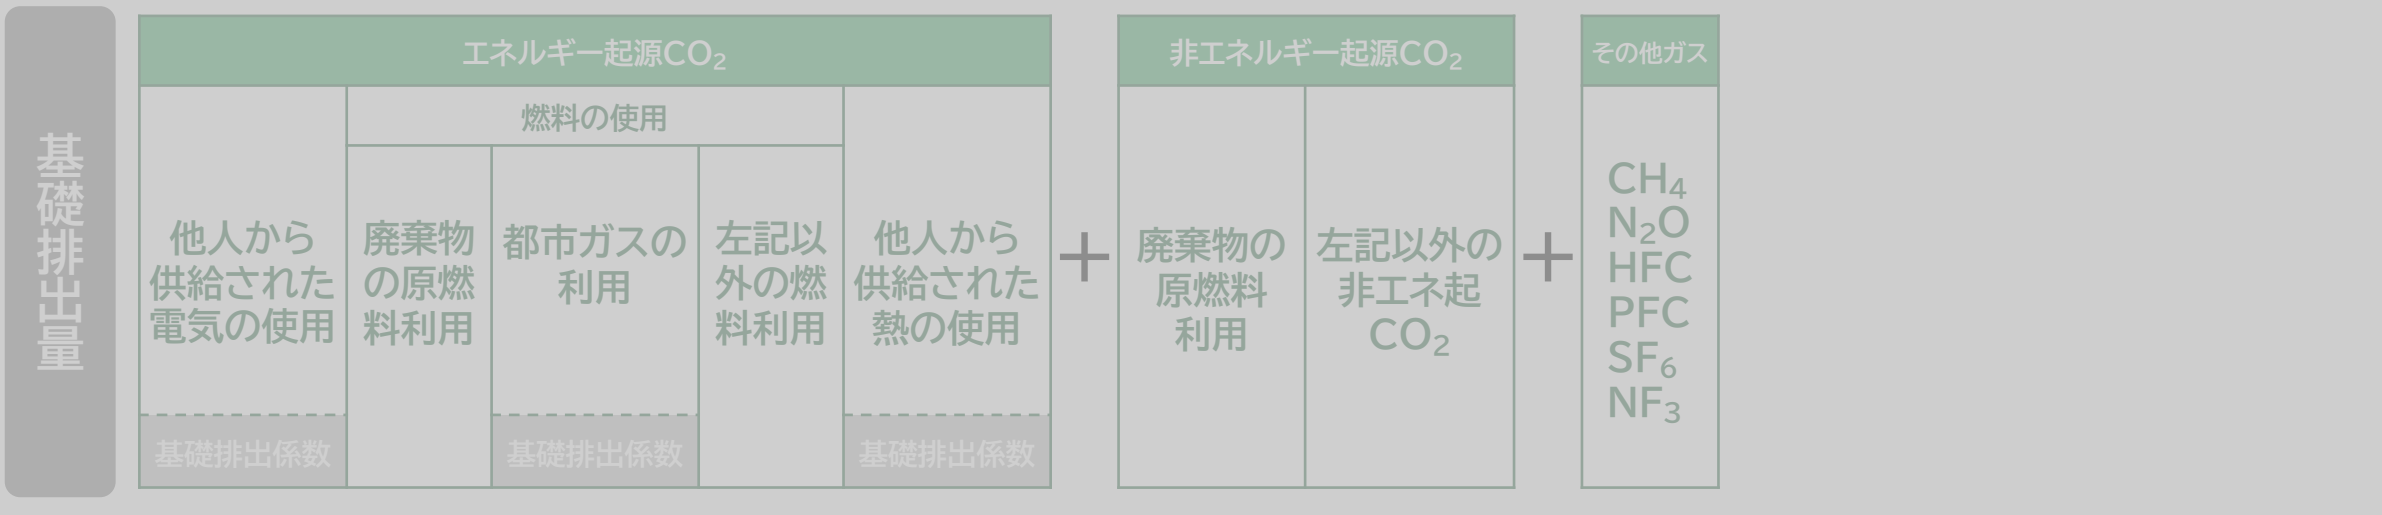 基礎排出量
エネルギー起源CO₂
他人から
供給された
電気の使用
基礎排出係数
燃料の使用
廃棄物
の原燃
料利用
都市ガスの
利用
基礎排出係数
左記以
外の燃
料利用
他人から
供給された
熱の使用
基礎排出係数
+
非エネルギー起源CO₂
廃棄物の
原燃料
利用
左記以外の
非エネ起
CO₂
+
その他ガス
CH₄
N₂O
HFC
PFC
SF₆
NF₃